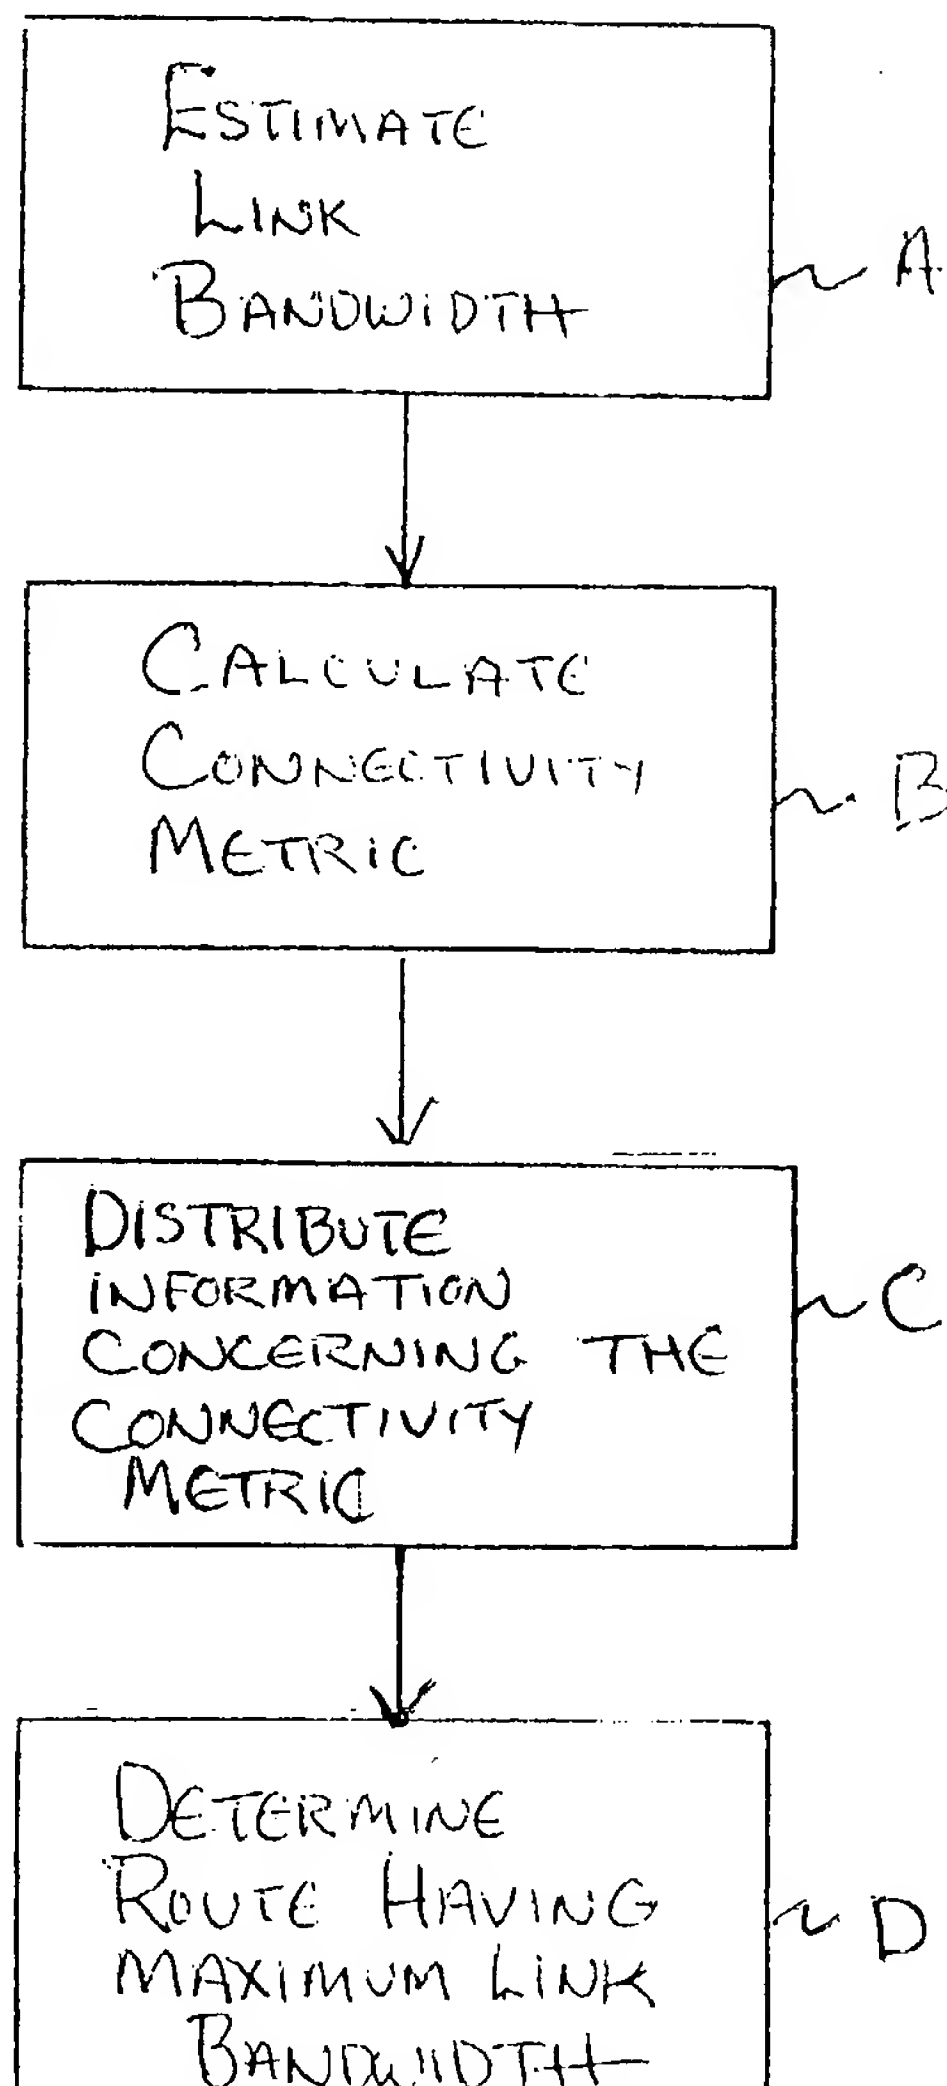 ESTIMATE
LINK
BANDWIDTH
A
CALCULATE
CONNECTIVITY
METRIC
B
DISTRIBUTE
INFORMATION
CONCERNING THE
CONNECTIVITY
METRIC
C
DETERMINE
ROUTE HAVING
MAXIMUM LINK
BANDWIDTH
D